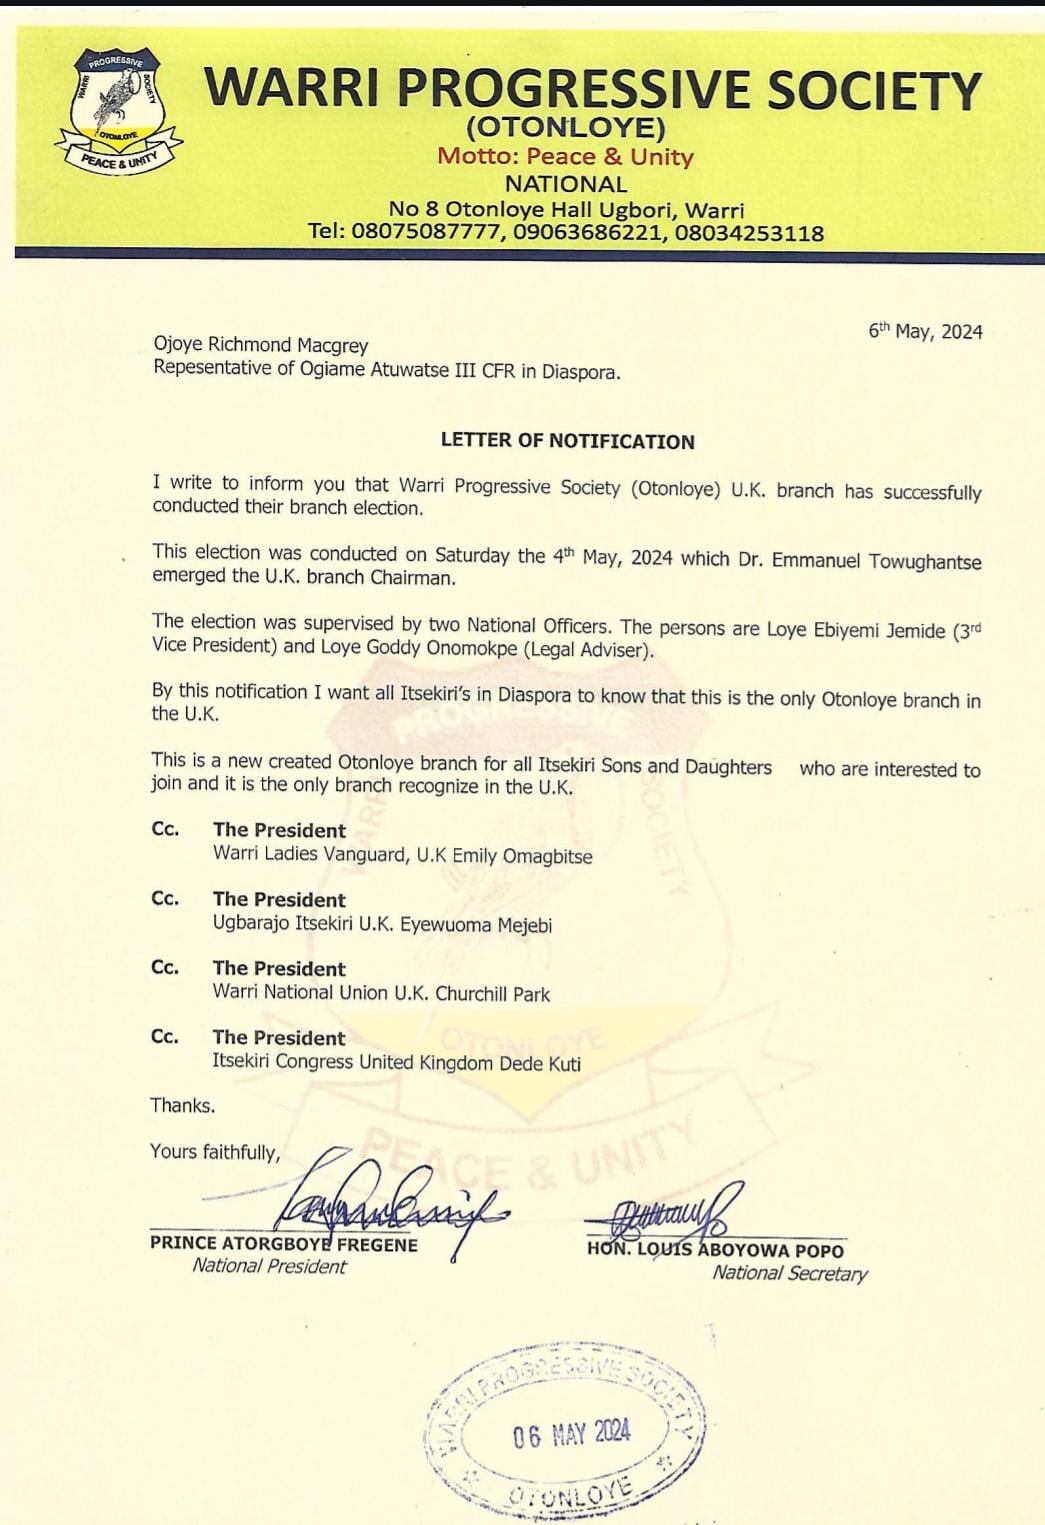 PROGRESSIVE
WARRI
SOCIETY
OTONLOYE
PEACE & UNITY
WARRI PROGRESSIVE SOCIETY
(OTONLOYE)
Motto: Peace & Unity
NATIONAL
No 8 Otonloye Hall Ugbori, Warri
Tel: 08075087777, 09063686221, 08034253118
6th May, 2024
Ojoye Richmond Macgrey
Repesentative of Ogiame Atuwatse III CFR in Diaspora.
LETTER OF NOTIFICATION
I write to inform you that Warri Progressive Society (Otonloye) U.K. branch has successfully
conducted their branch election.
This election was conducted on Saturday the 4th May, 2024 which Dr. Emmanuel Towughantse
emerged the U.K. branch Chairman.
The election was supervised by two National Officers. The persons are Loye Ebiyemi Jemide (3rd
Vice President) and Loye Goddy Onomokpe (Legal Adviser).
By this notification I want all Itsekiri's in Diaspora to know that this is the only Otonloye branch in
the U.K.
This is a new created Otonloye branch for all Itsekiri Sons and Daughters who are interested to
join and it is the only branch recognize in the U.K.
Cc. The President
Warri Ladies Vanguard, U.K Emily Omagbitse
Cc. The President
Ugbarajo Itsekiri U.K. Eyewuoma Mejebi
Cc. The President
Warri National Union U.K. Churchill Park
Cc. The President
Itsekiri Congress United Kingdom Dede Kuti
Thanks.
Yours faithfully,
PRINCE ATORGBOYE FREGENE
National President
HON. LOUIS ABOYOWA POPO
National Secretary
PROGRESSIVE
WARRI
SOCIETY
OTONLOYE
PEACE & UNITY
WARRI PROGRESSIVE SOCIETY
06 MAY 2024
OTONLOYE